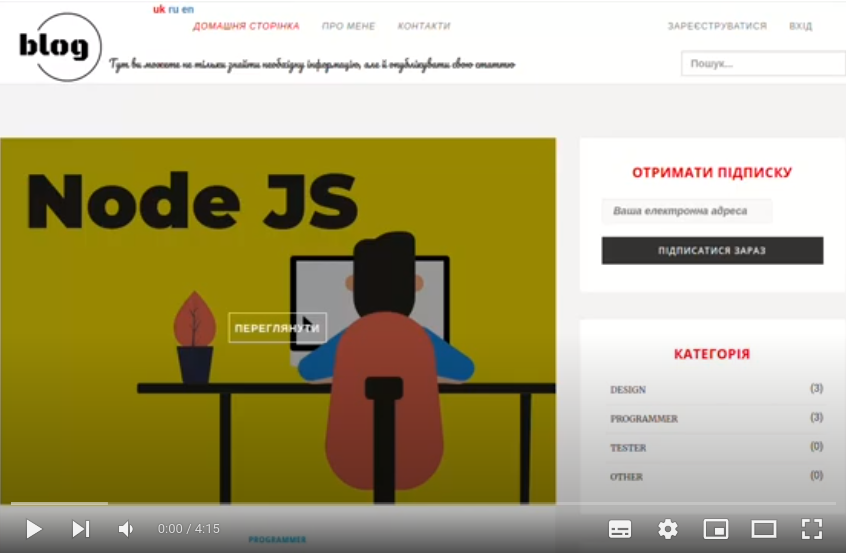 uk ru en
ДОМАШНЯ СТОРІНКА ПРО МЕНЕ КОНТАКТИ ЗАРЕЄСТРУВАТИСЯ ВХІД
blog
Тут ви можете не тільки знайти необхідну інформацію, але й опублікувати свою статтю
Пошук...
Node JS
ПЕРЕГЛЯНУТИ
ОТРИМАТИ ПІДПИСКУ
Ваша електронна адреса
ПІДПИСАТИСЯ ЗАРАЗ
КАТЕГОРІЯ
DESIGN (3)
PROGRAMMER (3)
TESTER (0)
OTHER (0)
PROGRAMMER
0:00 / 4:15